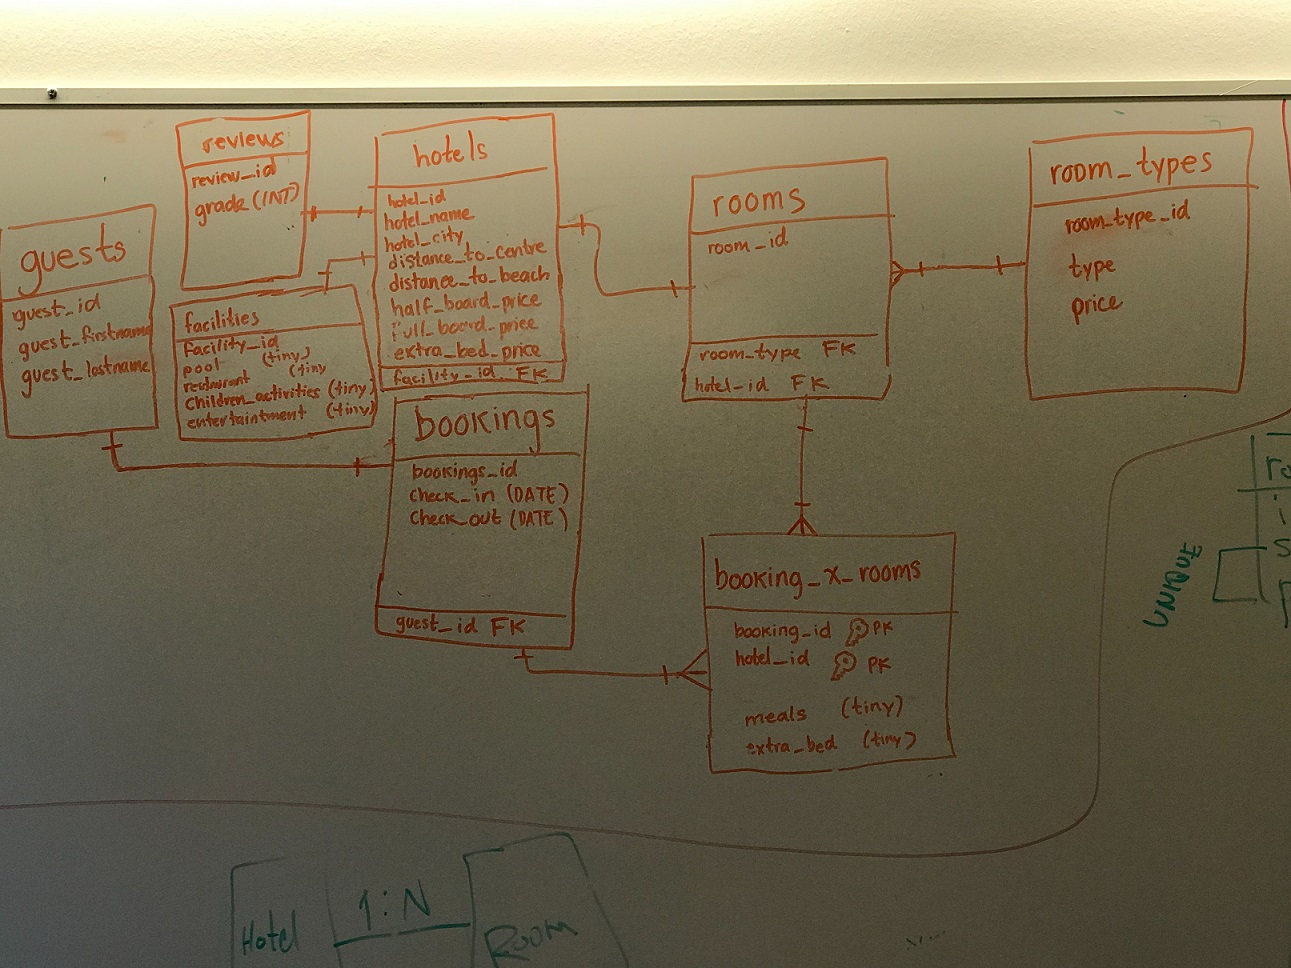 reviews
review_id
grade (INT)
hotels
hotel_id
hotel_name
hotel_city
distance_to_centre
distance_to_beach
half_board_price
full_board_price
extra_bed_price
facility_id FK
rooms
room_id
room_type FK
hotel_id FK
room_types
room_type_id
type
price
guests
guest_id
guest_firstname
guest_lastname
facilities
facility_id
pool (tiny)
restaurant (tiny
children_activities (tiny)
entertaintment (tiny)
bookings
bookings_id
check_in (DATE)
check_out (DATE)
guest_id FK
booking_x_rooms
booking_id PK
hotel_id PK
meals (tiny)
extra_bed (tiny)
Hotel 1:N Room